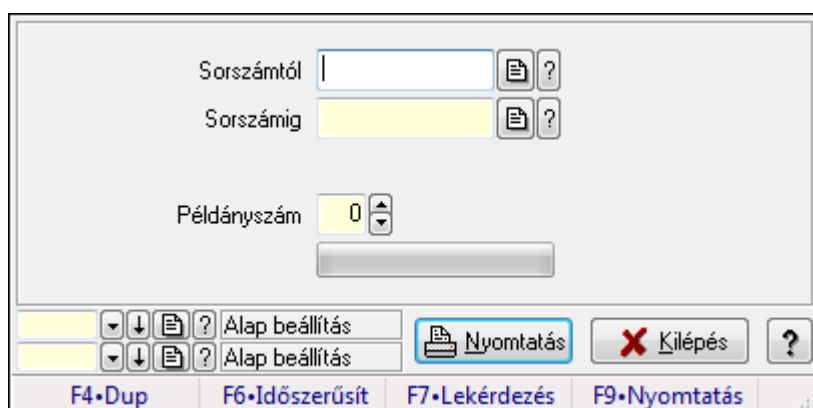 Sorszámtól ?
Sorszámig ?
Példányszám 0
? Alap beállítás
? Alap beállítás
Nyomtatás Kilépés ?
F4•Dup F6•Időszerűsít F7•Lekérdezés F9•Nyomtatás